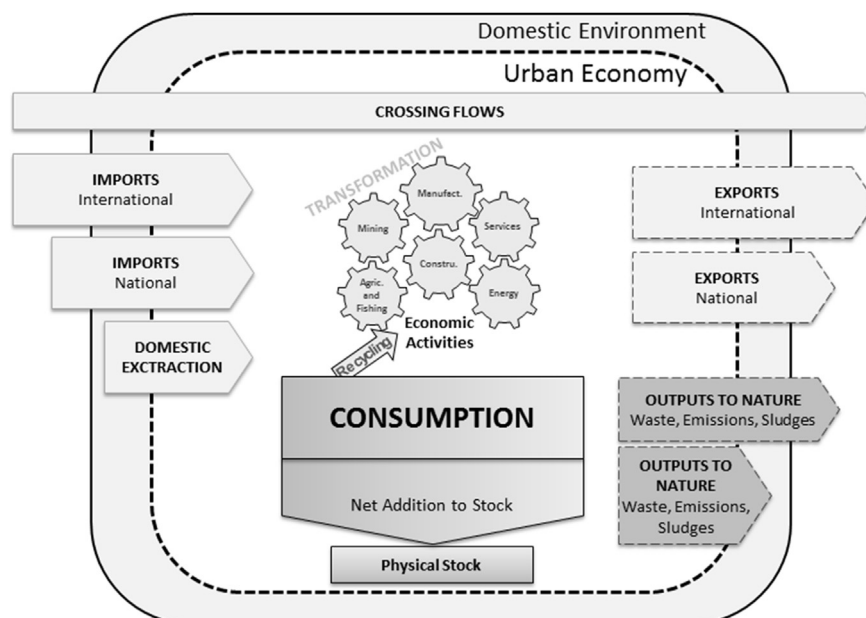 Domestic Environment
Urban Economy
CROSSING FLOWS
IMPORTS
International
IMPORTS
National
DOMESTIC
EXCTRACTION
TRANSFORMATION
Manufact.
Mining
Services
Constru.
Agric.
and
Fishing
Energy
Economic
Activities
Recycling
CONSUMPTION
Net Addition to Stock
Physical Stock
EXPORTS
International
EXPORTS
National
OUTPUTS TO NATURE
Waste, Emissions, Sludges
OUTPUTS TO
NATURE
Waste, Emissions,
Sludges